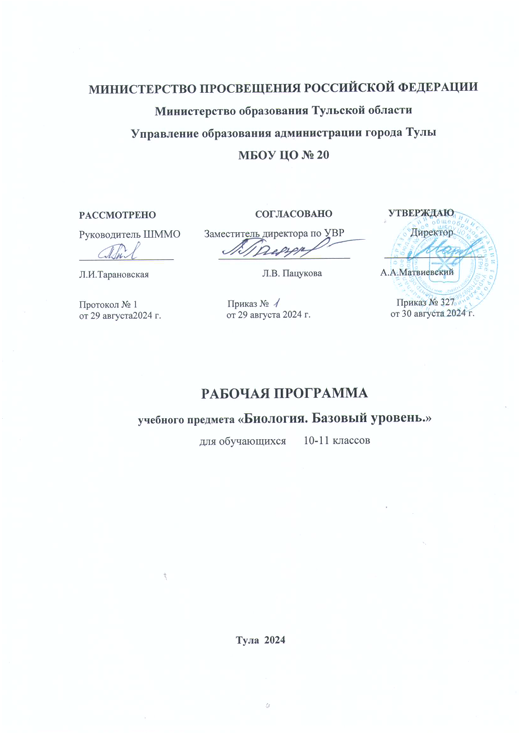 МИНИСТЕРСТВО ПРОСВЕЩЕНИЯ РОССИЙСКОЙ ФЕДЕРАЦИИ
Министерство образования Тульской области
Управление образования администрации города Тулы
МБОУ ЦО № 20
РАССМОТРЕНО СОГЛАСОВАНО УТВЕРЖДАЮ
Руководитель ШММО Заместитель директора по УВР Директор
Л.И.Тарановская Л.В. Пацукова А.А.Матвиевский
Протокол № 1 Приказ № 1 Приказ № 327
от 29 августа2024 г. от 29 августа 2024 г. от 30 августа 2024 г.
РАБОЧАЯ ПРОГРАММА
учебного предмета «Биология. Базовый уровень.»
для обучающихся 10-11 классов
Тула 2024